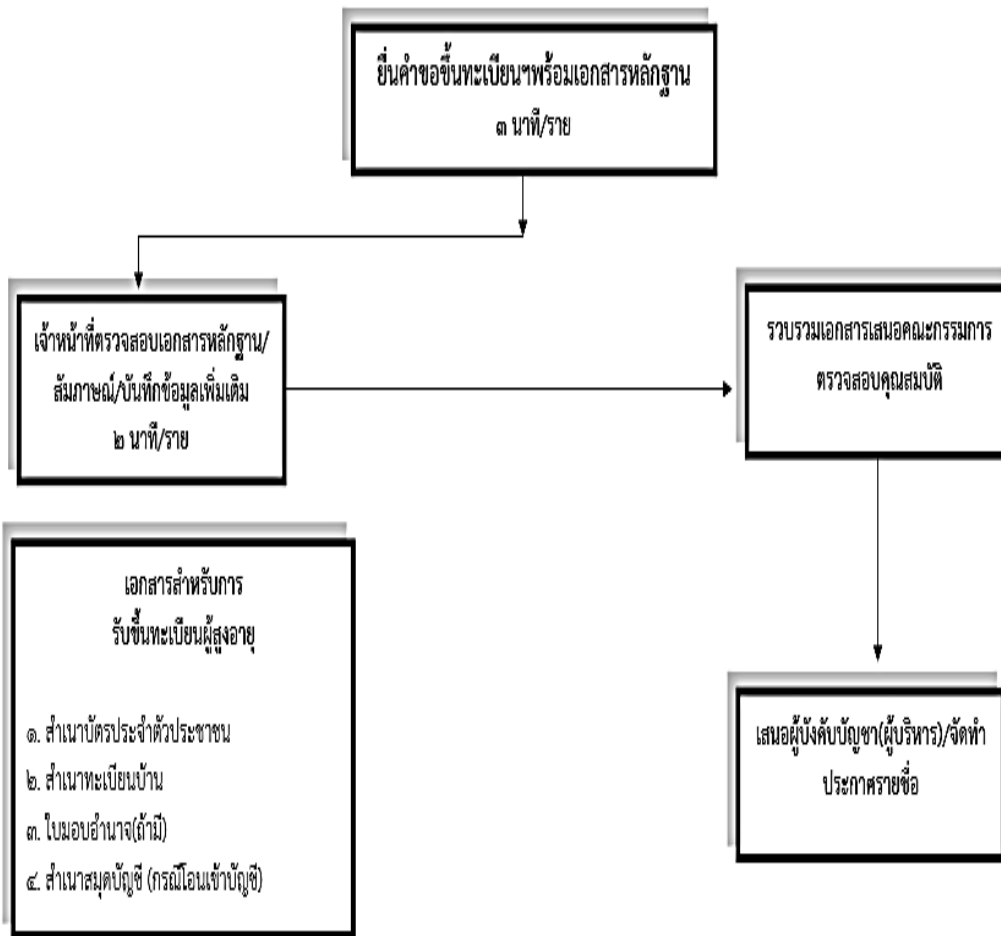 ยื่นคำขอขึ้นทะเบียนฯพร้อมเอกสารหลักฐาน
๓ นาที/ราย
เจ้าหน้าที่ตรวจสอบเอกสารหลักฐาน/
สัมภาษณ์/บันทึกข้อมูลเพิ่มเติม
๒ นาที/ราย
รวบรวมเอกสารเสนอคณะกรรมการ
ตรวจสอบคุณสมบัติ
เอกสารสำหรับการ
รับขึ้นทะเบียนผู้สูงอายุ
๑. สำเนาบัตรประจำตัวประชาชน
๒. สำเนาทะเบียนบ้าน
๓. ใบมอบอำนาจ(ถ้ามี)
๔. สำเนาสมุดบัญชี (กรณีโอนเข้าบัญชี)
เสนอผู้บังคับบัญชา(ผู้บริหาร)/จัดทำ
ประกาศรายชื่อ